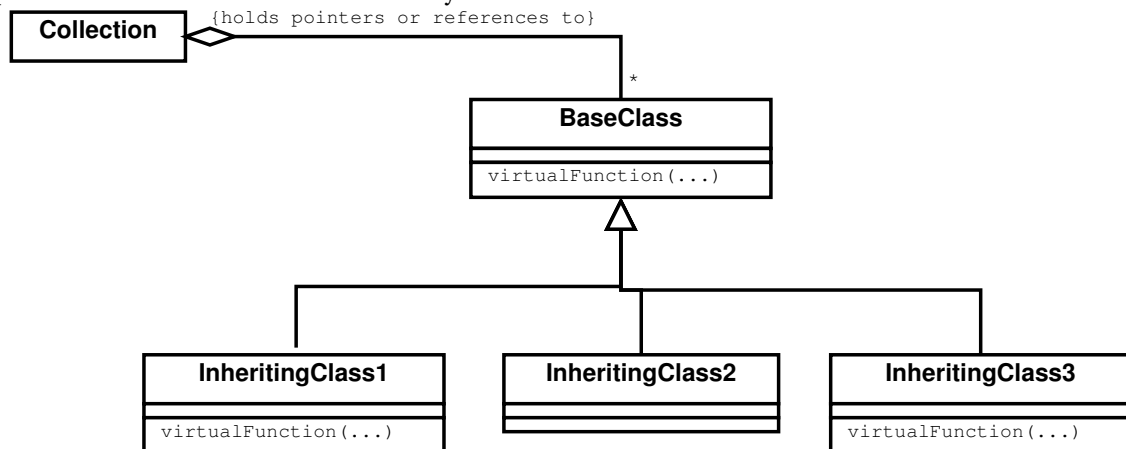 {holds pointers or references to}
Collection
*
BaseClass
virtualFunction(...)
InheritingClass1
InheritingClass2
InheritingClass3
virtualFunction(...)
virtualFunction(...)